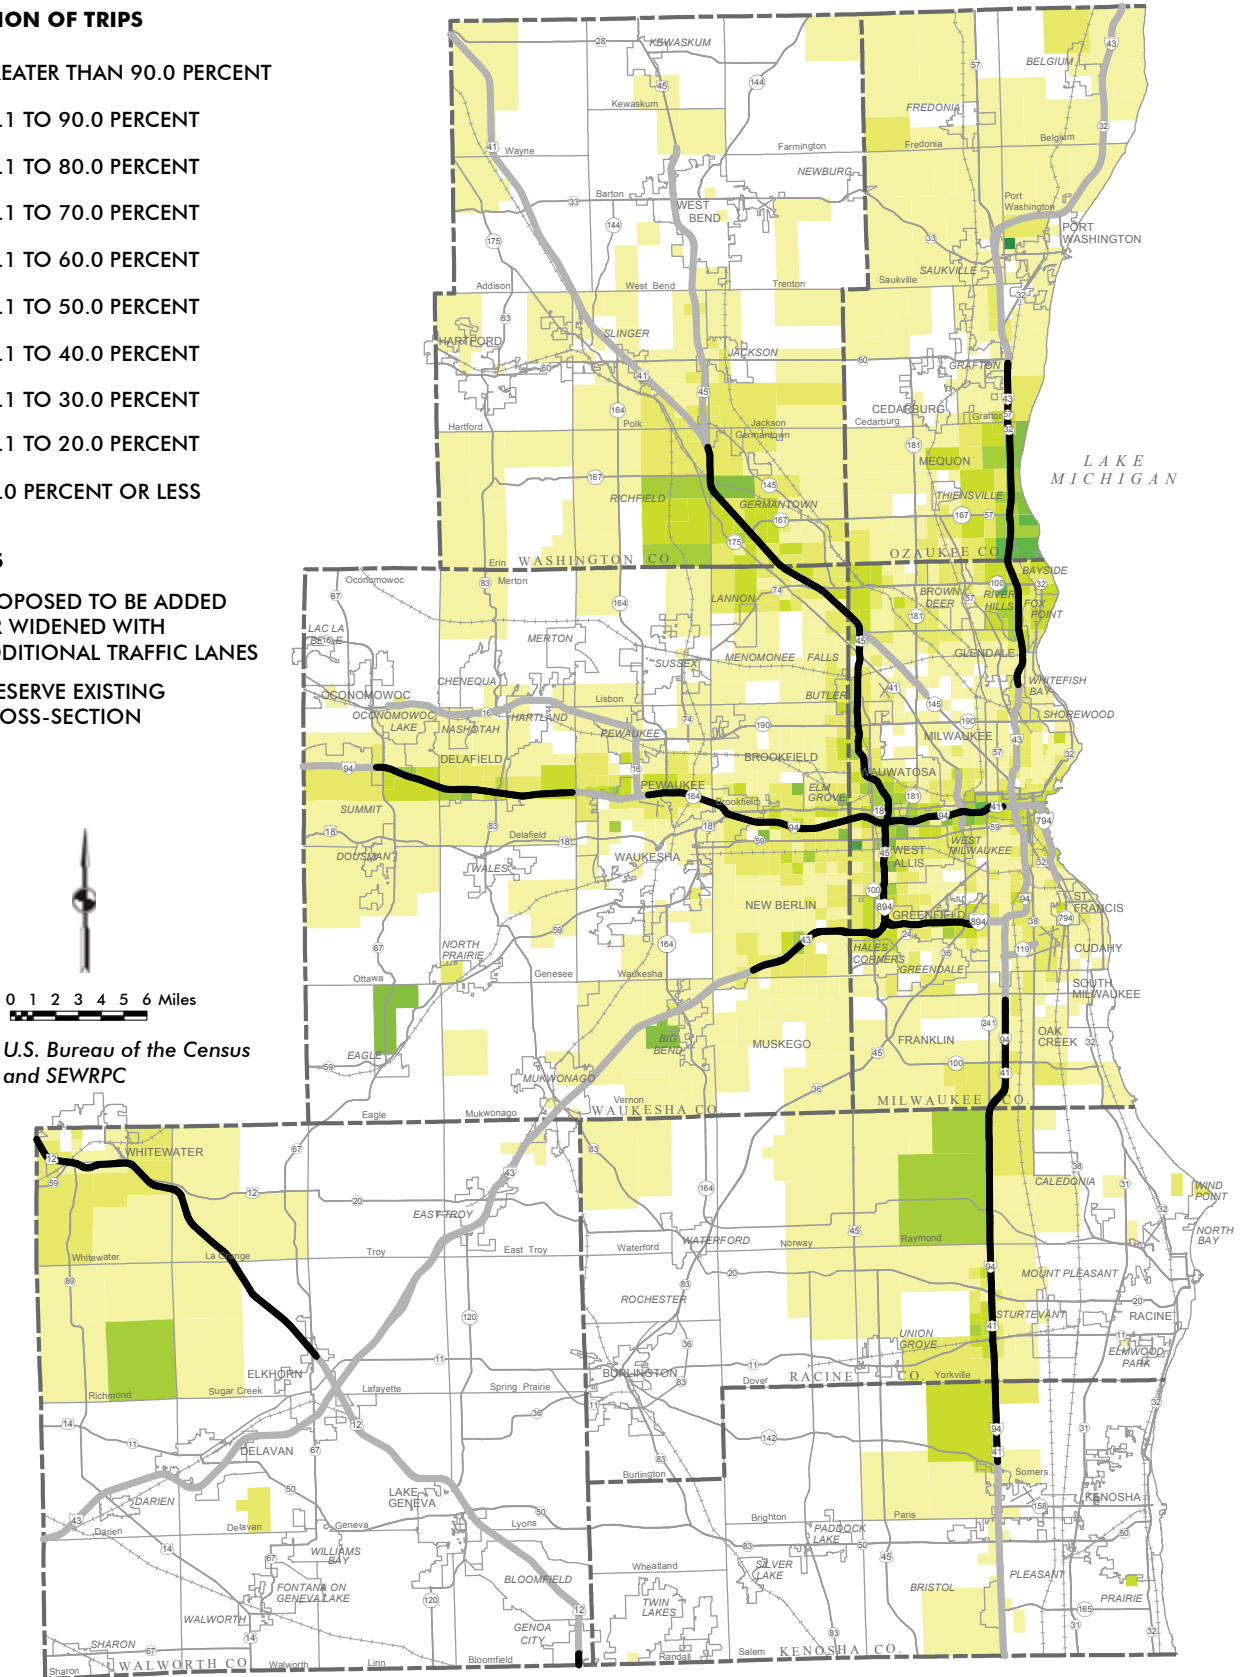 ION OF TRIPS
EATER THAN 90.0 PERCENT
.1 TO 90.0 PERCENT
.1 TO 80.0 PERCENT
.1 TO 70.0 PERCENT
.1 TO 60.0 PERCENT
.1 TO 50.0 PERCENT
.1 TO 40.0 PERCENT
.1 TO 30.0 PERCENT
.1 TO 20.0 PERCENT
.0 PERCENT OR LESS
S
OPOSED TO BE ADDED
R WIDENED WITH
DDITIONAL TRAFFIC LANES
ESERVE EXISTING
OSS-SECTION
0 1 2 3 4 5 6 Miles
U.S. Bureau of the Census
and SEWRPC
KEWASKUM
Kewaskum
BELGIUM
FREDONIA
Fredonia
Belgium
Wayne
Farmington
NEWBURG
Barton
WEST
BEND
Port
Washington
PORT
WASHINGTON
SAUKVILLE
Saukville
Addison
West Bend
Trenton
HARTFORD
SLINGER
JACKSON
GRAFTON
CEDARBURG
Cedarburg
Grafton
Hartford
Polk
Jackson
Germantown
MEQUON
LAKE
MICHIGAN
RICHFIELD
GERMANTOWN
THIENSVILLE
Erin
WASHINGTON CO.
OZAUKEE CO.
Oconomowoc
Merton
LANNON
BROWN
DEER
RIVER
HILLS
BAYSIDE
FOX
POINT
LAC LA
BELLE
MERTON
SUSSEX
MENOMONEE FALLS
GLENDALE
CHENEQUA
OCONOMOWOC
OCONOMOWOC
LAKE
NASHOTAH
HARTLAND
Lisbon
BUTLER
WHITEFISH
BAY
SHOREWOOD
PEWAUKEE
MILWAUKEE
DELAFIELD
BROOKFIELD
WAUWATOSA
PEWAUKEE
Brookfield
ELM
GROVE
SUMMIT
Delafield
DOUSMAN
WALES
WAUKESHA
WEST
ALLIS
WEST
MILWAUKEE
NEW BERLIN
GREENFIELD
ST.
FRANCIS
NORTH
PRAIRIE
HALES
CORNERS
GREENDALE
CUDAHY
Ottawa
Genesee
Waukesha
SOUTH
MILWAUKEE
EAGLE
BIG
BEND
MUSKEGO
FRANKLIN
OAK
CREEK
MUKWONAGO
Eagle
Mukwonago
Vernon
WAUKESHA CO.
MILWAUKEE CO.
WHITEWATER
CALEDONIA
WIND
POINT
EAST TROY
NORTH
BAY
Whitewater
La Grange
Troy
East Troy
Waterford
WATERFORD
Norway
Raymond
ROCHESTER
MOUNT PLEASANT
STURTEVANT
RACINE
UNION
GROVE
ELMWOOD
PARK
ELKHORN
BURLINGTON
Richmond
Sugar Creek
Lafayette
Spring Prairie
Dover
RACINE CO.
Yorkville
DELAVAN
Burlington
Somers
LAKE
GENEVA
KENOSHA
DARIEN
Darien
Delavan
Geneva
Lyons
Brighton
Paris
PADDOCK
LAKE
WILLIAMS
BAY
BLOOMFIELD
Wheatland
SILVER
LAKE
BRISTOL
PLEASANT
PRAIRIE
FONTANA ON
GENEVA LAKE
TWIN
LAKES
WALWORTH
GENOA
CITY
SHARON
Sharon
WALWORTH CO.
Walworth
Linn
Bloomfield
Randall
Salem
KENOSHA CO.